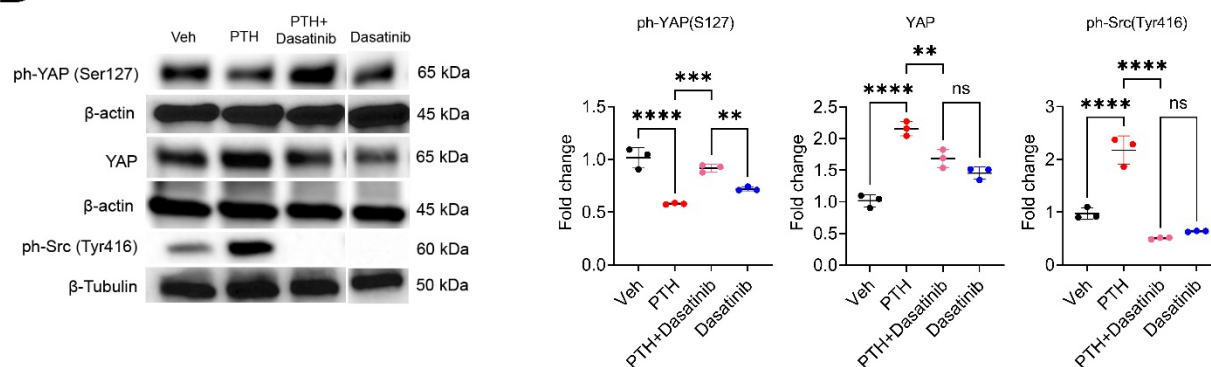 Veh PTH PTH+ Dasatinib Dasatinib
ph-YAP (Ser127) 65 kDa
β-actin 45 kDa
YAP 65 kDa
β-actin 45 kDa
ph-Src (Tyr416) 60 kDa
β-Tubulin 50 kDa
ph-YAP(S127)
**** *** **
Fold change
1.5
1.0
0.5
0.0
Veh PTH PTH+Dasatinib Dasatinib
YAP
**** ** ns
Fold change
2.5
2.0
1.5
1.0
0.5
0.0
Veh PTH PTH+Dasatinib Dasatinib
ph-Src(Tyr416)
**** **** ns
Fold change
3
2
1
0
Veh PTH PTH+Dasatinib Dasatinib